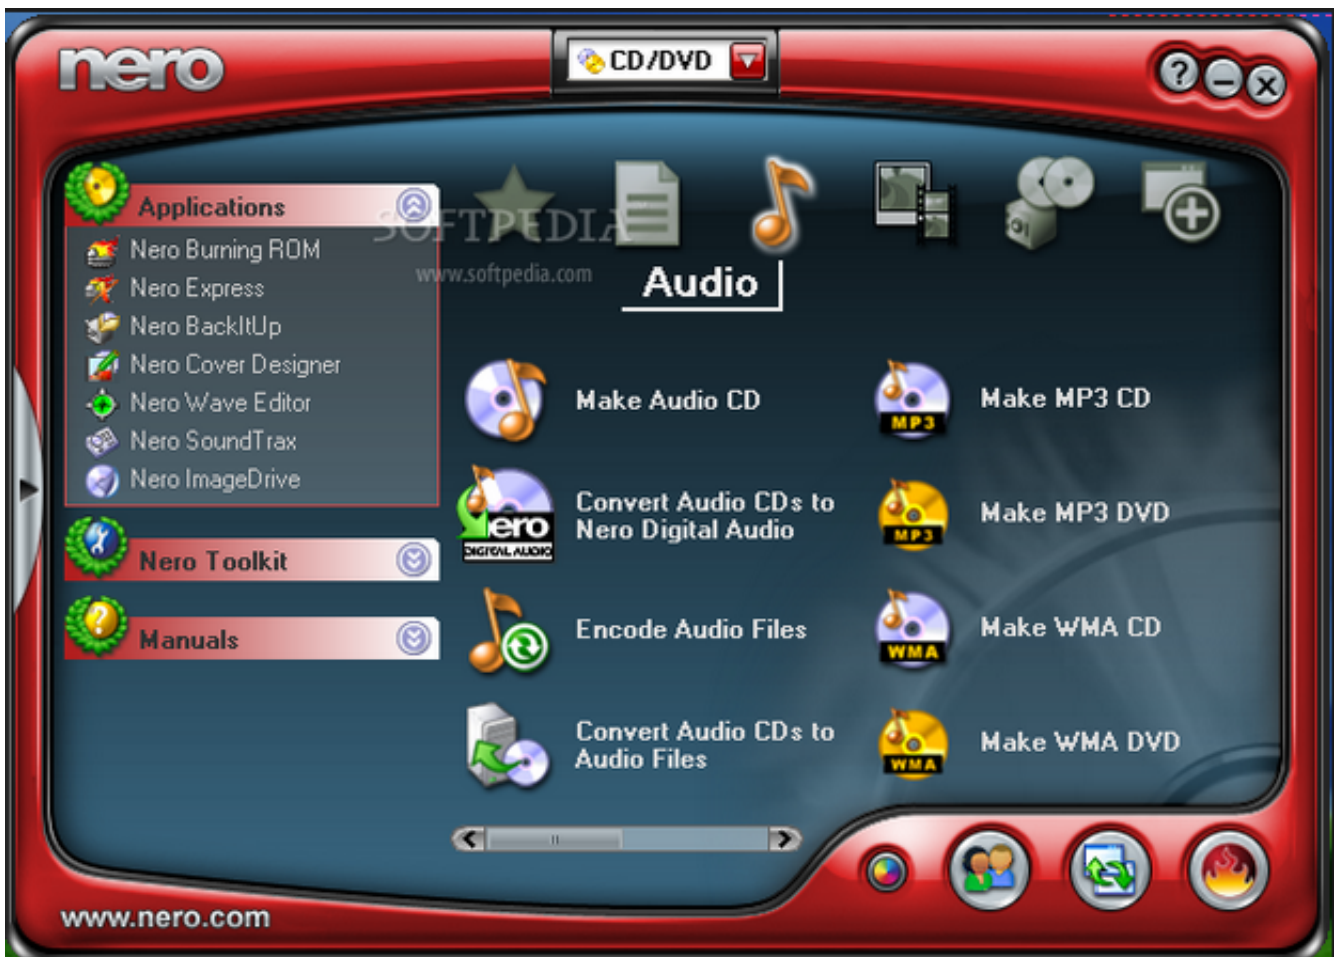 nero
CD/DVD
?
Applications
Nero Burning ROM
Nero Express
Nero BackItUp
Nero Cover Designer
Nero Wave Editor
Nero SoundTrax
Nero ImageDrive
Nero Toolkit
?
Manuals
SOFTPEDIA
www.softpedia.com
Audio
Make Audio CD
MP3
Make MP3 CD
nero
DIGITAL AUDIO
Convert Audio CDs to
Nero Digital Audio
MP3
Make MP3 DVD
Encode Audio Files
WMA
Make WMA CD
Convert Audio CDs to
Audio Files
WMA
Make WMA DVD
www.nero.com